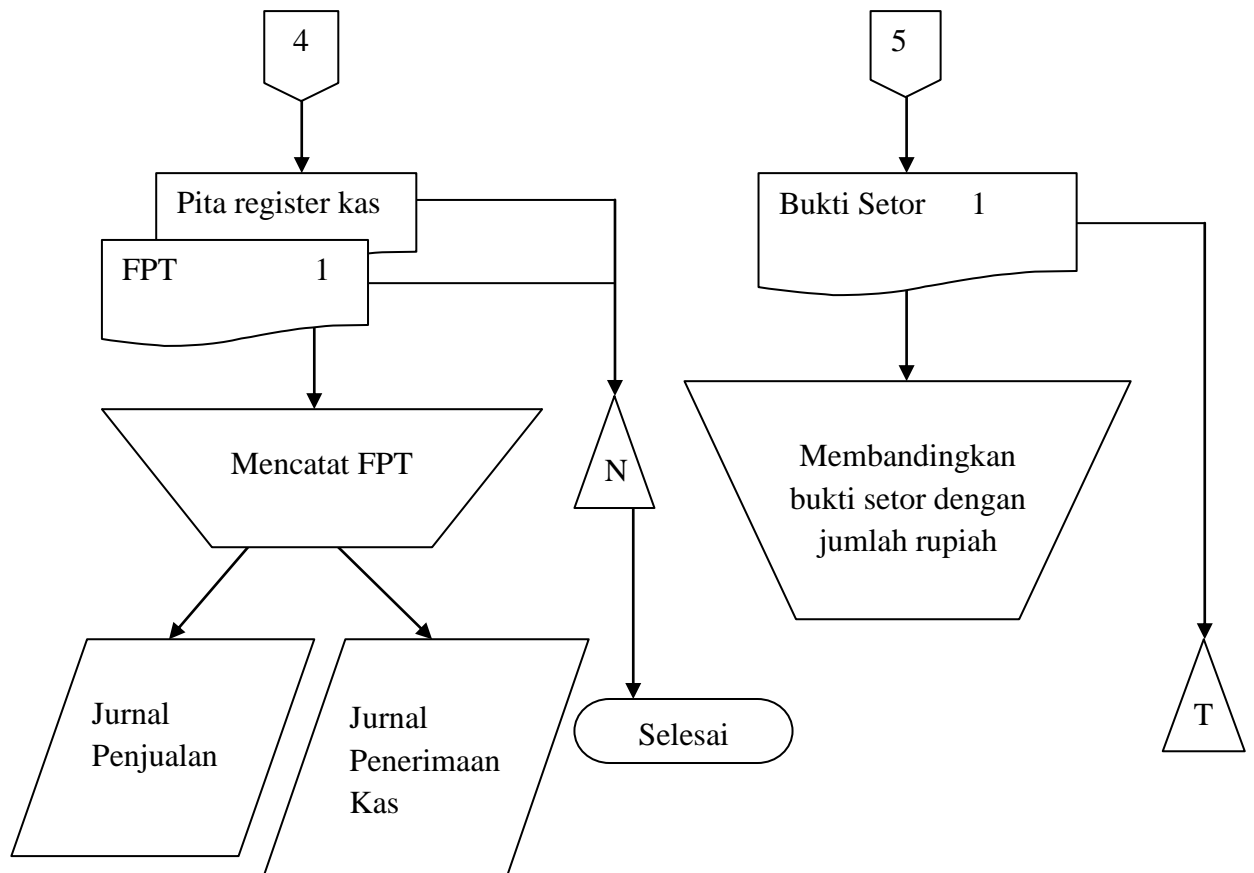 4
Pita register kas
FPT 1
Mencatat FPT
N
Jurnal
Penjualan
Jurnal
Penerimaan
Kas
Selesai
5
Bukti Setor 1
Membandingkan
bukti setor dengan
jumlah rupiah
T